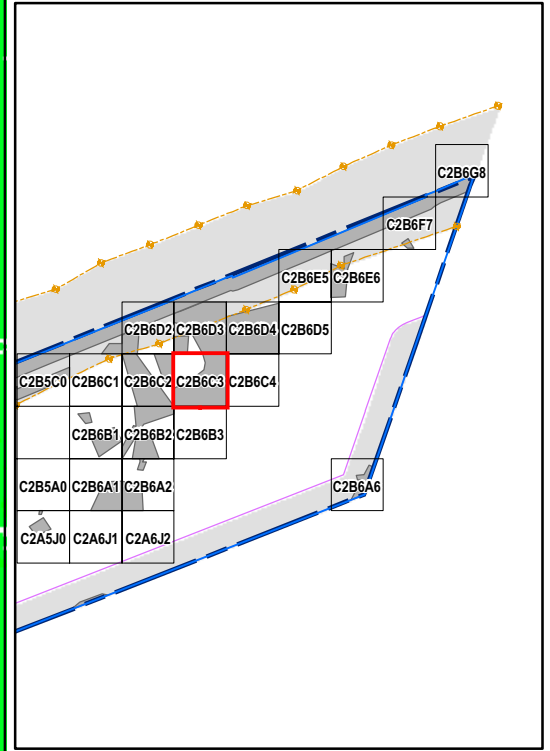 C2B6G8
C2B6F7
C2B6E5 C2B6E6
C2B6D2 C2B6D3 C2B6D4 C2B6D5
C2B5C0 C2B6C1 C2B6C2 C2B6C3 C2B6C4
C2B6B1 C2B6B2 C2B6B3
C2B5A0 C2B6A1 C2B6A2 C2B6A6
C2A5J0 C2A6J1 C2A6J2